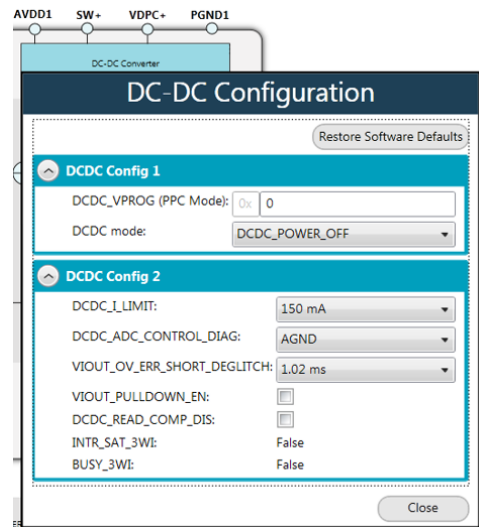 AVDD1 SW+ VDPC+ PGND1
DC-DC Converter
DC-DC Configuration
Restore Software Defaults
DCDC Config 1
DCDC_VPROG (PPC Mode): 0x 0
DCDC mode: DCDC_POWER_OFF
DCDC Config 2
DCDC_I_LIMIT: 150 mA
DCDC_ADC_CONTROL_DIAG: AGND
VIOUT_OV_ERR_SHORT_DEGLITCH: 1.02 ms
VIOUT_PULLDOWN_EN:
DCDC_READ_COMP_DIS:
INTR_SAT_3WI: False
BUSY_3WI: False
Close